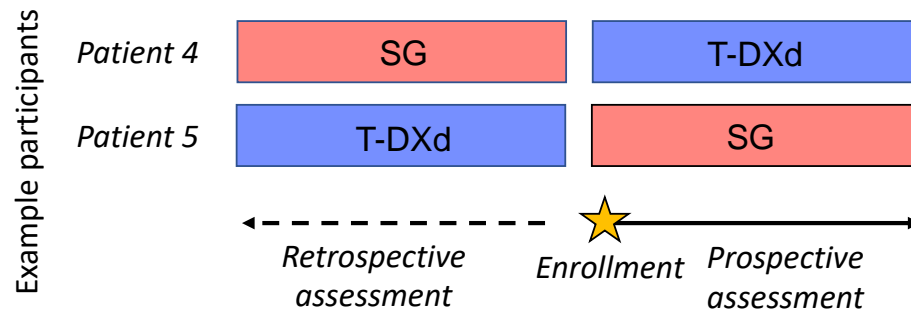 Example participants
Patient 4
SG
T-DXd
Patient 5
T-DXd
SG
Retrospective
assessment
Enrollment
Prospective
assessment